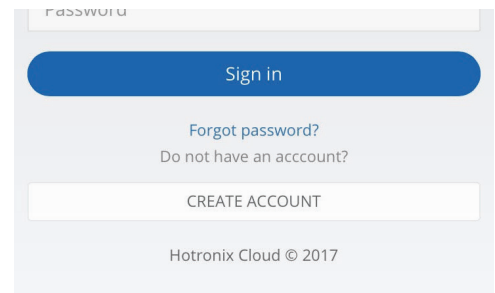 Password
Sign in
Forgot password?
Do not have an acccount?
CREATE ACCOUNT
Hotronix Cloud © 2017